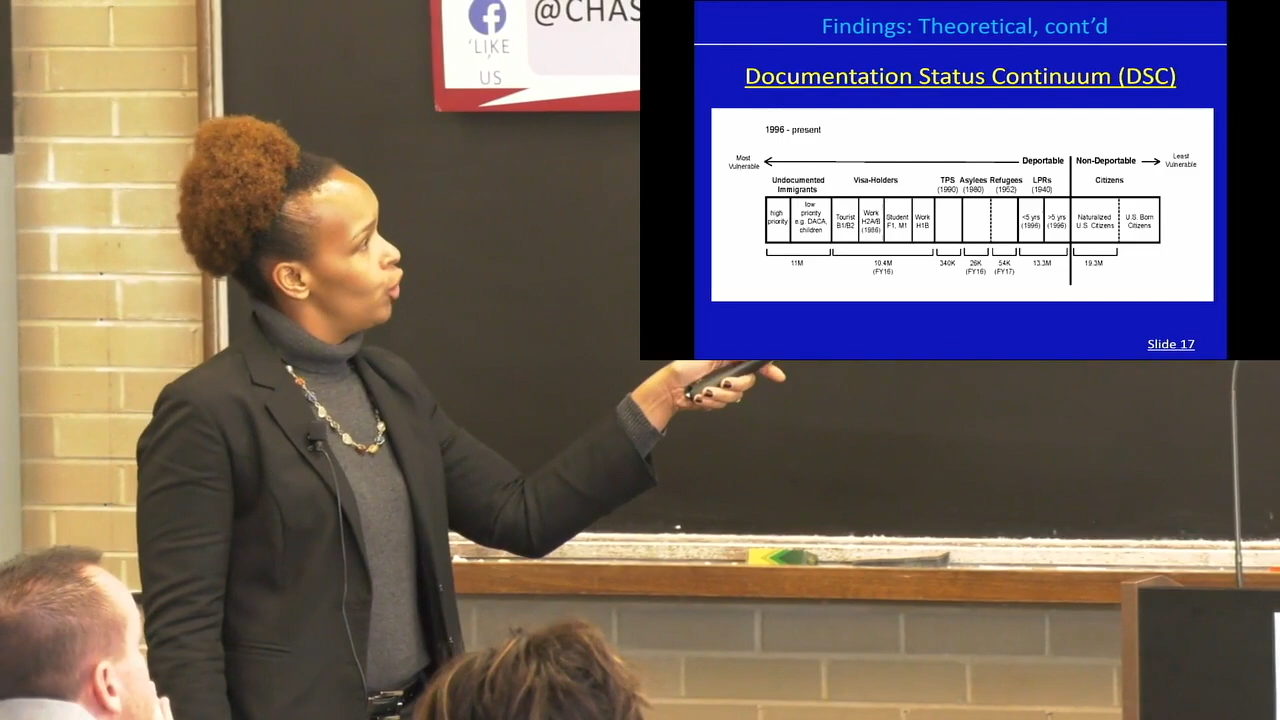 @CHAS
'LIKE
'
US
Findings: Theoretical, cont'd
Documentation Status Continuum (DSC)
1996 - present
Most
Vulnerable
Deportable
Non-Deportable
Least
Vulnerable
Undocumented
Immigrants
Visa-Holders
TPS
(1990)
Asylees
(1980)
Refugees
(1952)
LPRs
(1940)
Citizens
high
priority
low
priority
e.g. DACA,
children
Tourist
B1/B2
Work
H2A/B
(1986)
Student
F1, M1
Work
H1B
<5 yrs
(1996)
>5 yrs
(1996)
Naturalized
U.S. Citizens
U.S. Born
Citizens
11M
10.4M
(FY16)
340K
26K
(FY16)
54K
(FY17)
13.3M
19.3M
Slide 17